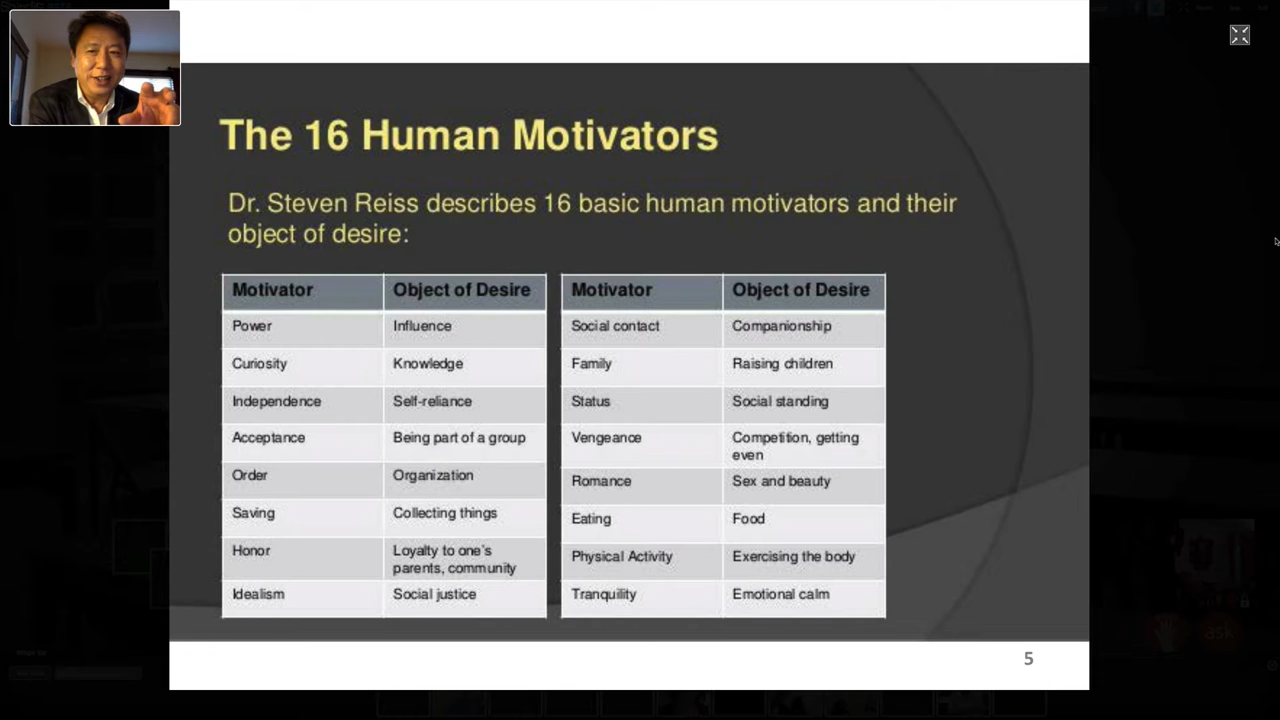 The 16 Human Motivators
Dr. Steven Reiss describes 16 basic human motivators and their
object of desire:
Motivator Object of Desire
Power Influence
Curiosity Knowledge
Independence Self-reliance
Acceptance Being part of a group
Order Organization
Saving Collecting things
Honor Loyalty to one's
parents, community
Idealism Social justice
Motivator Object of Desire
Social contact Companionship
Family Raising children
Status Social standing
Vengeance Competition, getting
even
Romance Sex and beauty
Eating Food
Physical Activity Exercising the body
Tranquility Emotional calm
5
ask